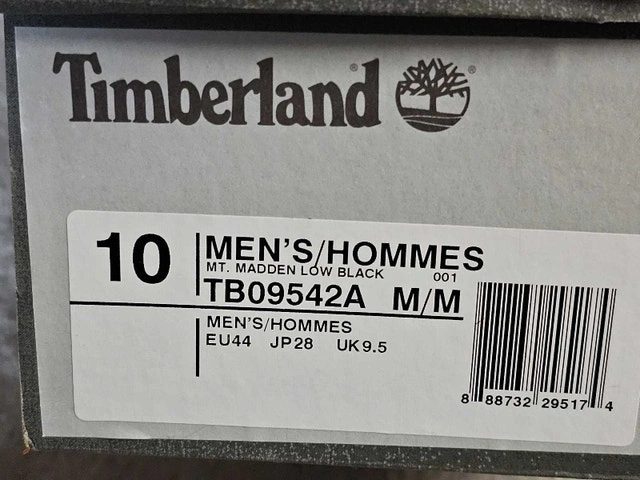 Timberland®
®
10
MEN'S/HOMMES
MT. MADDEN LOW BLACK 001
TB09542A M/M
MEN'S/HOMMES
EU44 JP28 UK9.5
8 88732 29517 4